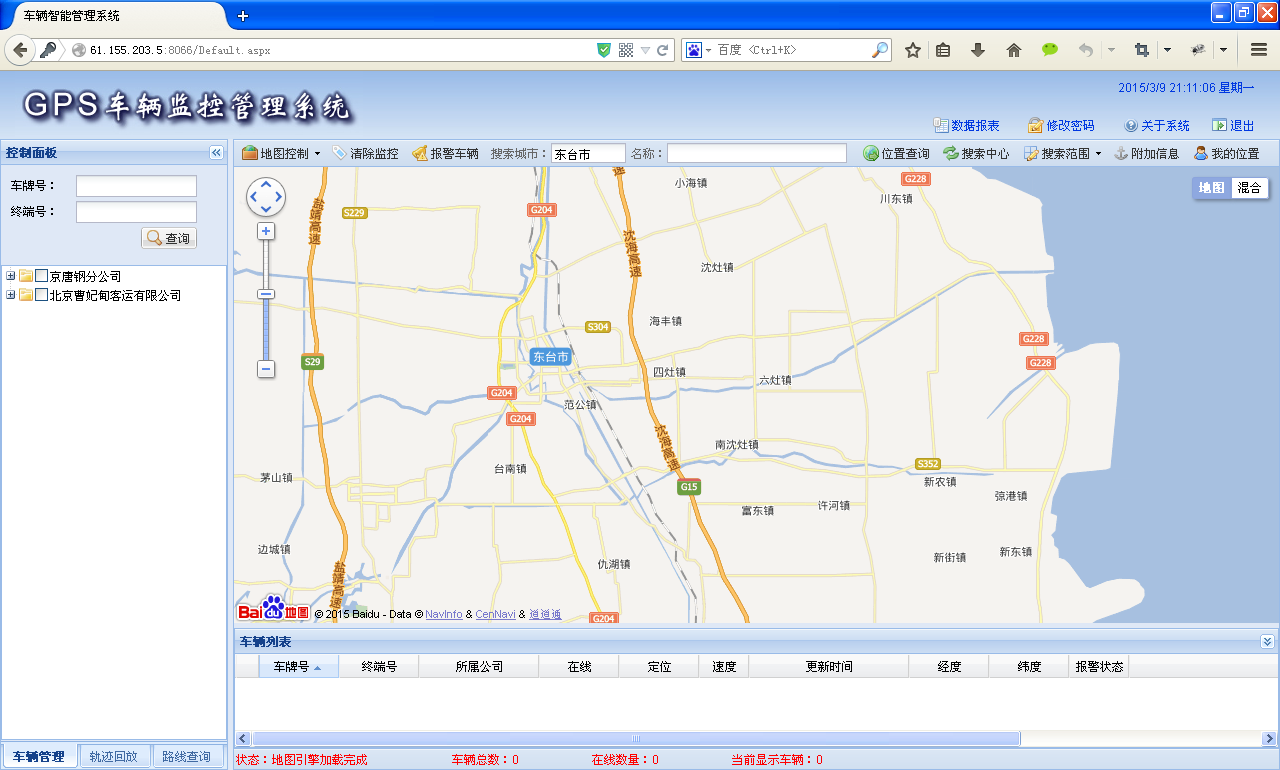 车辆智能管理系统
61.155.203.5:8066/Default.aspx
百度 <Ctrl+K>
GPS车辆监控管理系统
2015/3/9 21:11:06 星期一
数据报表 修改密码 关于系统 退出
控制面板
车牌号：
终端号：
查询
京唐钢分公司
北京曹妃甸客运有限公司
地图控制 清除监控 报警车辆 搜索城市： 东台市 名称： 位置查询 搜索中心 搜索范围 附加信息 我的位置
地图 混合
小海镇
G228
川东镇
盐靖高速
S229
G204
沈海高速
沈灶镇
海丰镇
S304
G228
东台市
S29
G228
四灶镇
六灶镇
G204
范公镇
G204
沈海高速
南沈灶镇
台南镇
S352
茅山镇
新农镇
G15
弶港镇
许河镇
富东镇
边城镇
新街镇
新东镇
仇湖镇
盐靖高速
G204
Bai du 地图 © 2015 Baidu - Data © NavInfo & CenNavi & 道道通
车辆列表
车牌号 终端号 所属公司 在线 定位 速度 更新时间 经度 纬度 报警状态
车辆管理 轨迹回放 路线查询
状态：地图引擎加载完成 车辆总数：0 在线数量：0 当前显示车辆：0